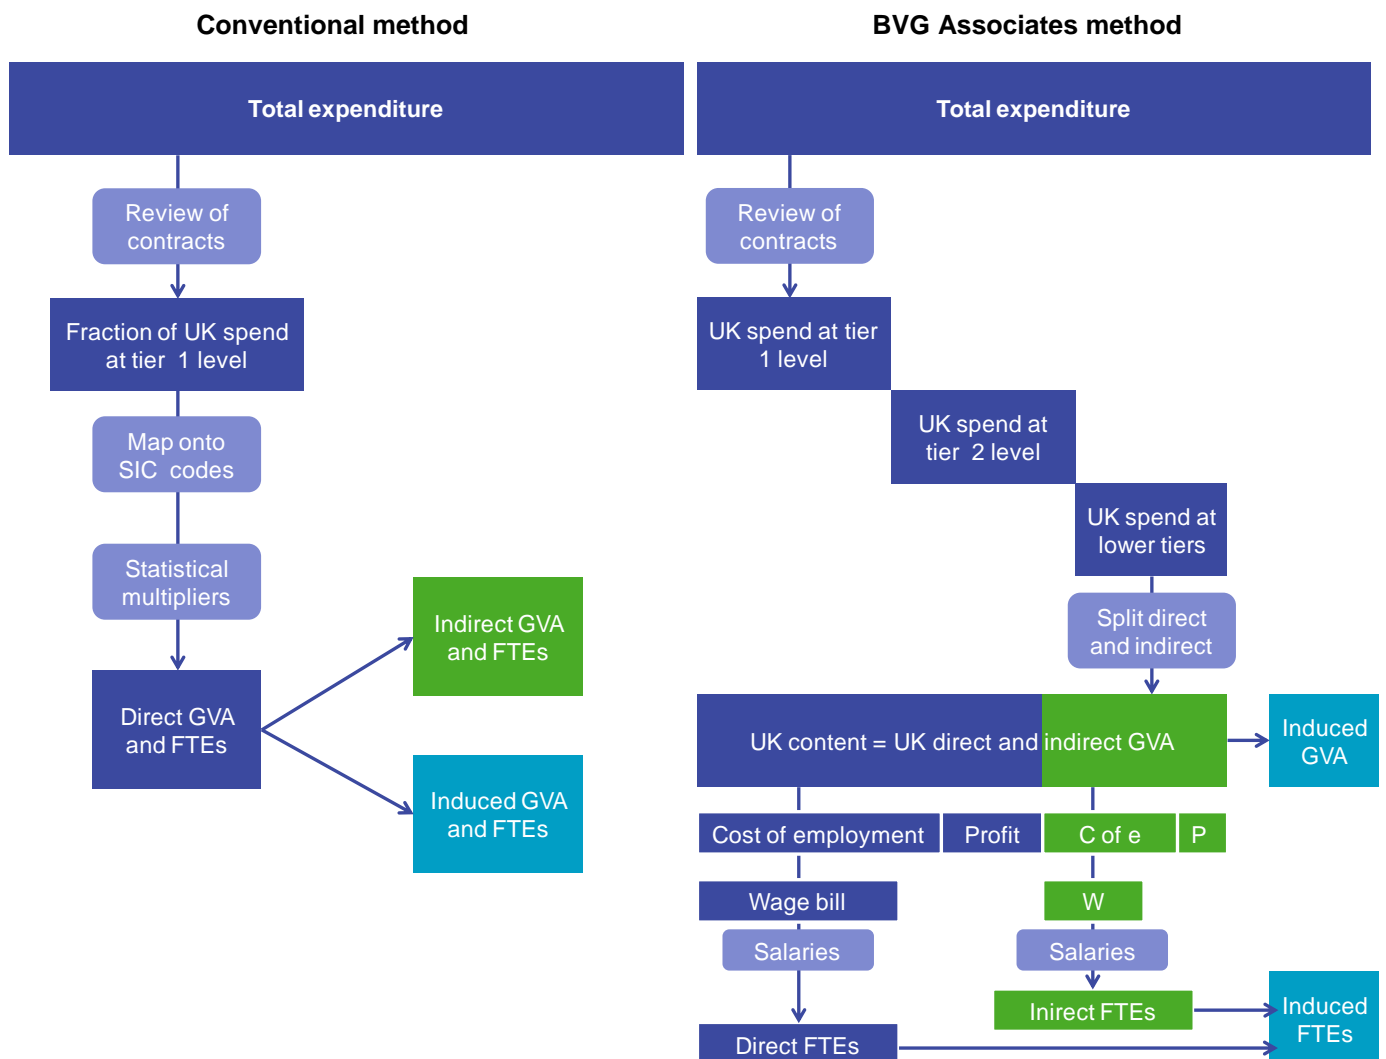 Conventional method
Total expenditure
Review of
contracts
Fraction of UK spend
at tier 1 level
Map onto
SIC codes
Statistical
multipliers
Direct GVA
and FTEs
Indirect GVA
and FTEs
Induced GVA
and FTEs
BVG Associates method
Total expenditure
Review of
contracts
UK spend at tier
1 level
UK spend at
tier 2 level
UK spend at
lower tiers
Split direct
and indirect
UK content = UK direct and indirect GVA
Induced
GVA
Cost of employment
Profit
C of e
P
Wage bill
W
Salaries
Salaries
Inirect FTEs
Direct FTEs
Induced
FTEs